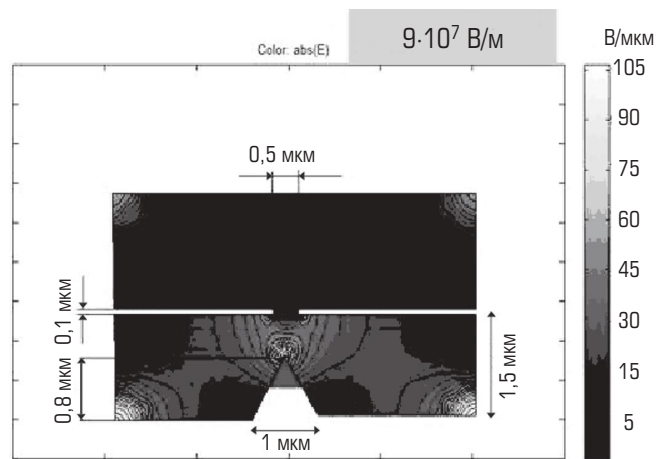 9·10⁷ В/м
Color: abs(E)
В/мкм
105
90
75
60
45
30
15
5
0,5 мкм
0,1 мкм
0,8 мкм
1,5 мкм
1 мкм